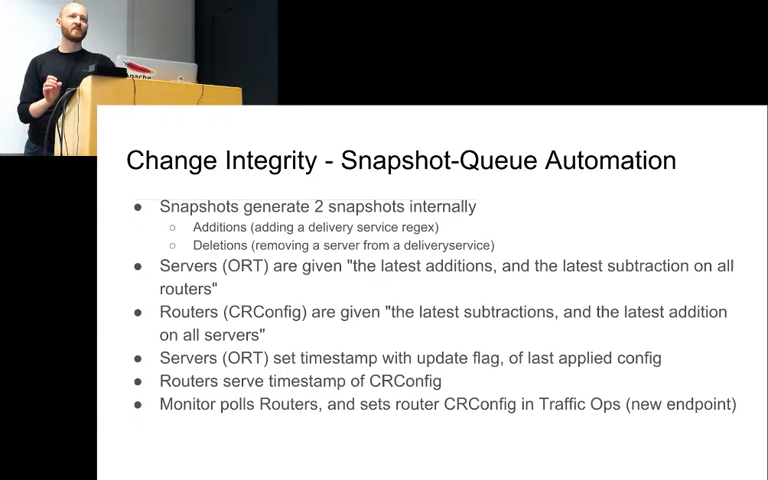 Apache
Change Integrity - Snapshot-Queue Automation
● Snapshots generate 2 snapshots internally
○ Additions (adding a delivery service regex)
○ Deletions (removing a server from a deliveryservice)
● Servers (ORT) are given "the latest additions, and the latest subtraction on all
routers"
● Routers (CRConfig) are given "the latest subtractions, and the latest addition
on all servers"
● Servers (ORT) set timestamp with update flag, of last applied config
● Routers serve timestamp of CRConfig
● Monitor polls Routers, and sets router CRConfig in Traffic Ops (new endpoint)